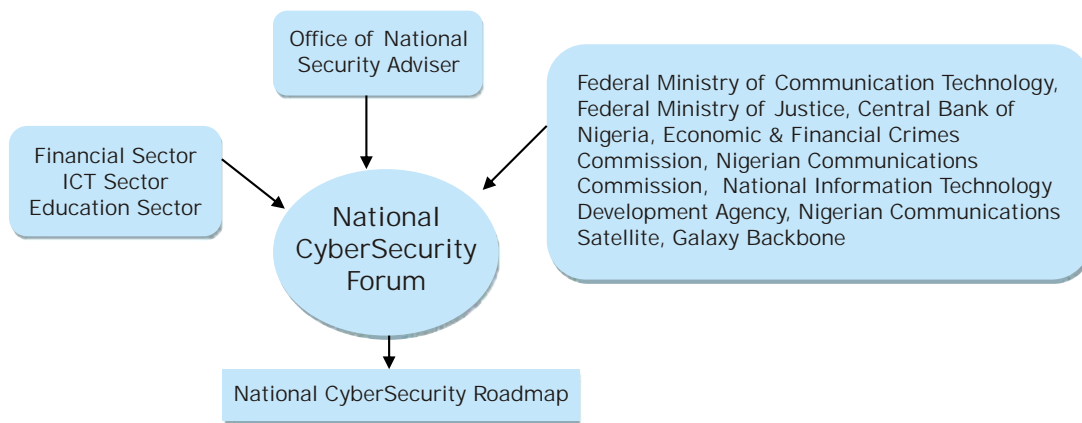 Office of National
Security Adviser
Federal Ministry of Communication Technology,
Federal Ministry of Justice, Central Bank of
Nigeria, Economic & Financial Crimes
Commission, Nigerian Communications
Commission, National Information Technology
Development Agency, Nigerian Communications
Satellite, Galaxy Backbone
Financial Sector
ICT Sector
Education Sector
National
CyberSecurity
Forum
National CyberSecurity Roadmap